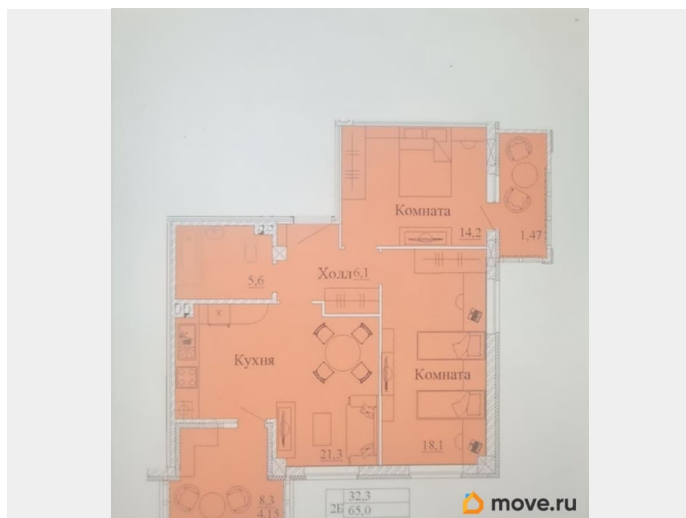 Комната
14,2
1,47
5,6
Холл 6,1
Кухня
Комната
21,3
18,1
8,3
4,15
2Б
32,3
65,0
move.ru